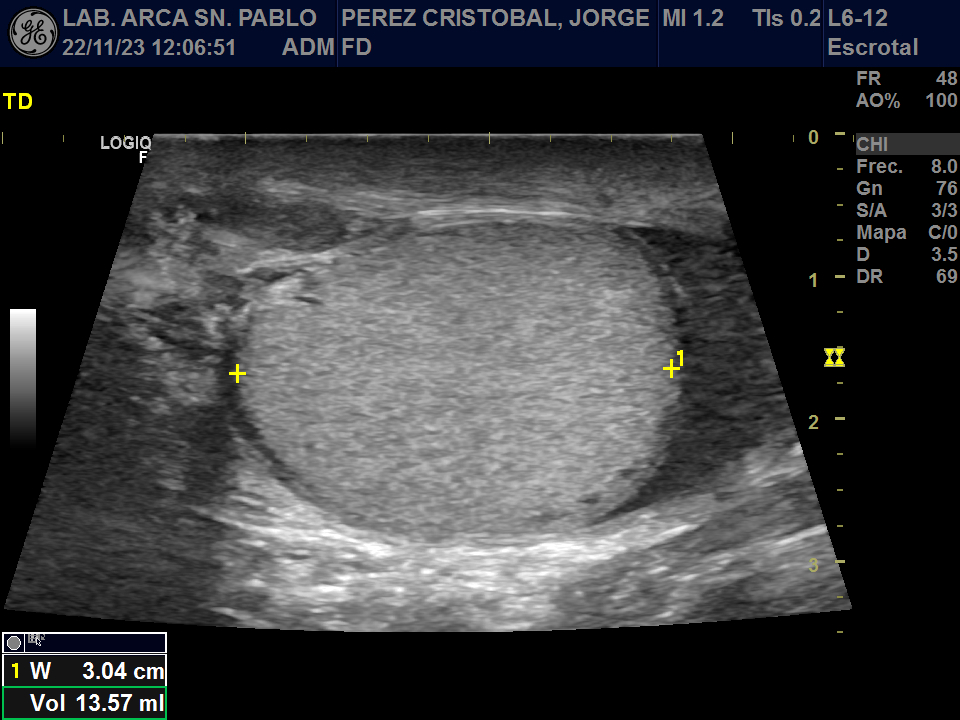 LAB. ARCA SN. PABLO
PEREZ CRISTOBAL, JORGE
MI 1.2
TIs 0.2
L6-12
22/11/23 12:06:51
ADM
FD
Escrotal
FR 48
AO% 100
TD
LOGIQ
F
CHI
Frec. 8.0
Gn 76
S/A 3/3
Mapa C/0
D 3.5
DR 69
0
1
2
3
1
1 W 3.04 cm
Vol 13.57 ml